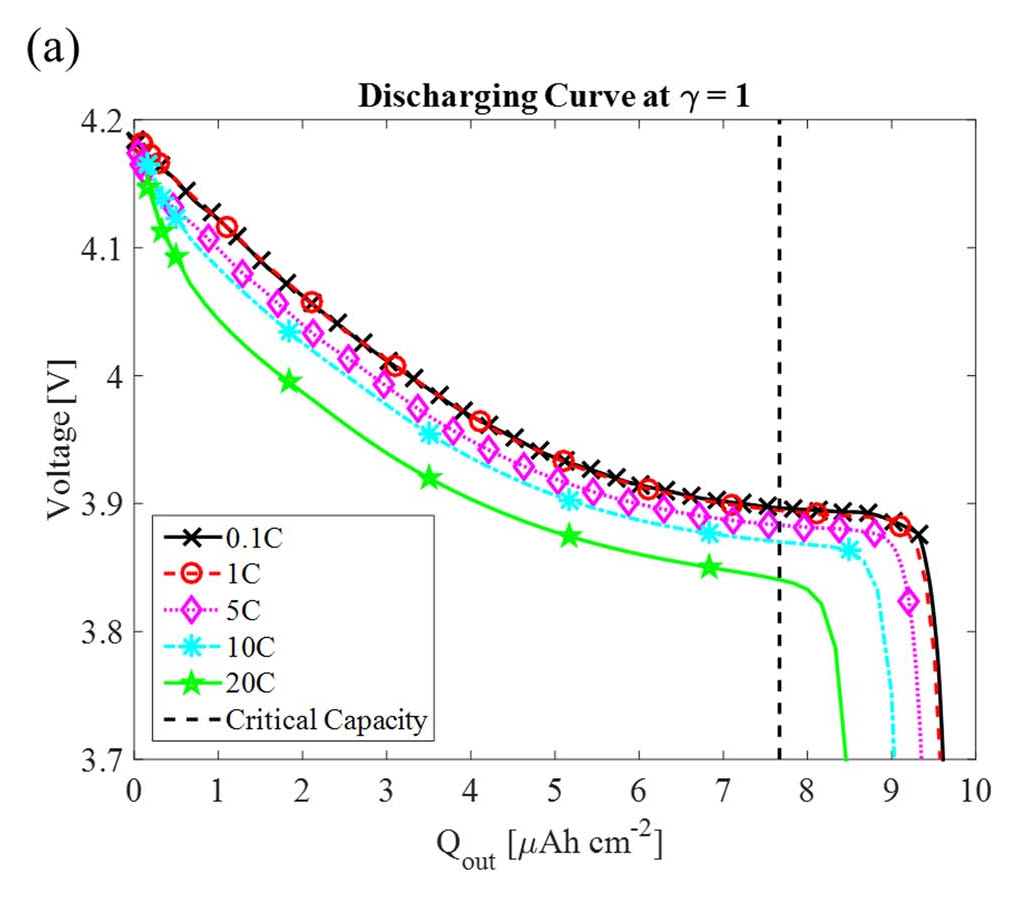 (a)
Discharging Curve at γ = 1
4.2
4.1
4
3.9
3.8
3.7
Voltage [V]
0.1C
1C
5C
10C
20C
Critical Capacity
0 1 2 3 4 5 6 7 8 9 10
Q_out [μAh cm^-2]